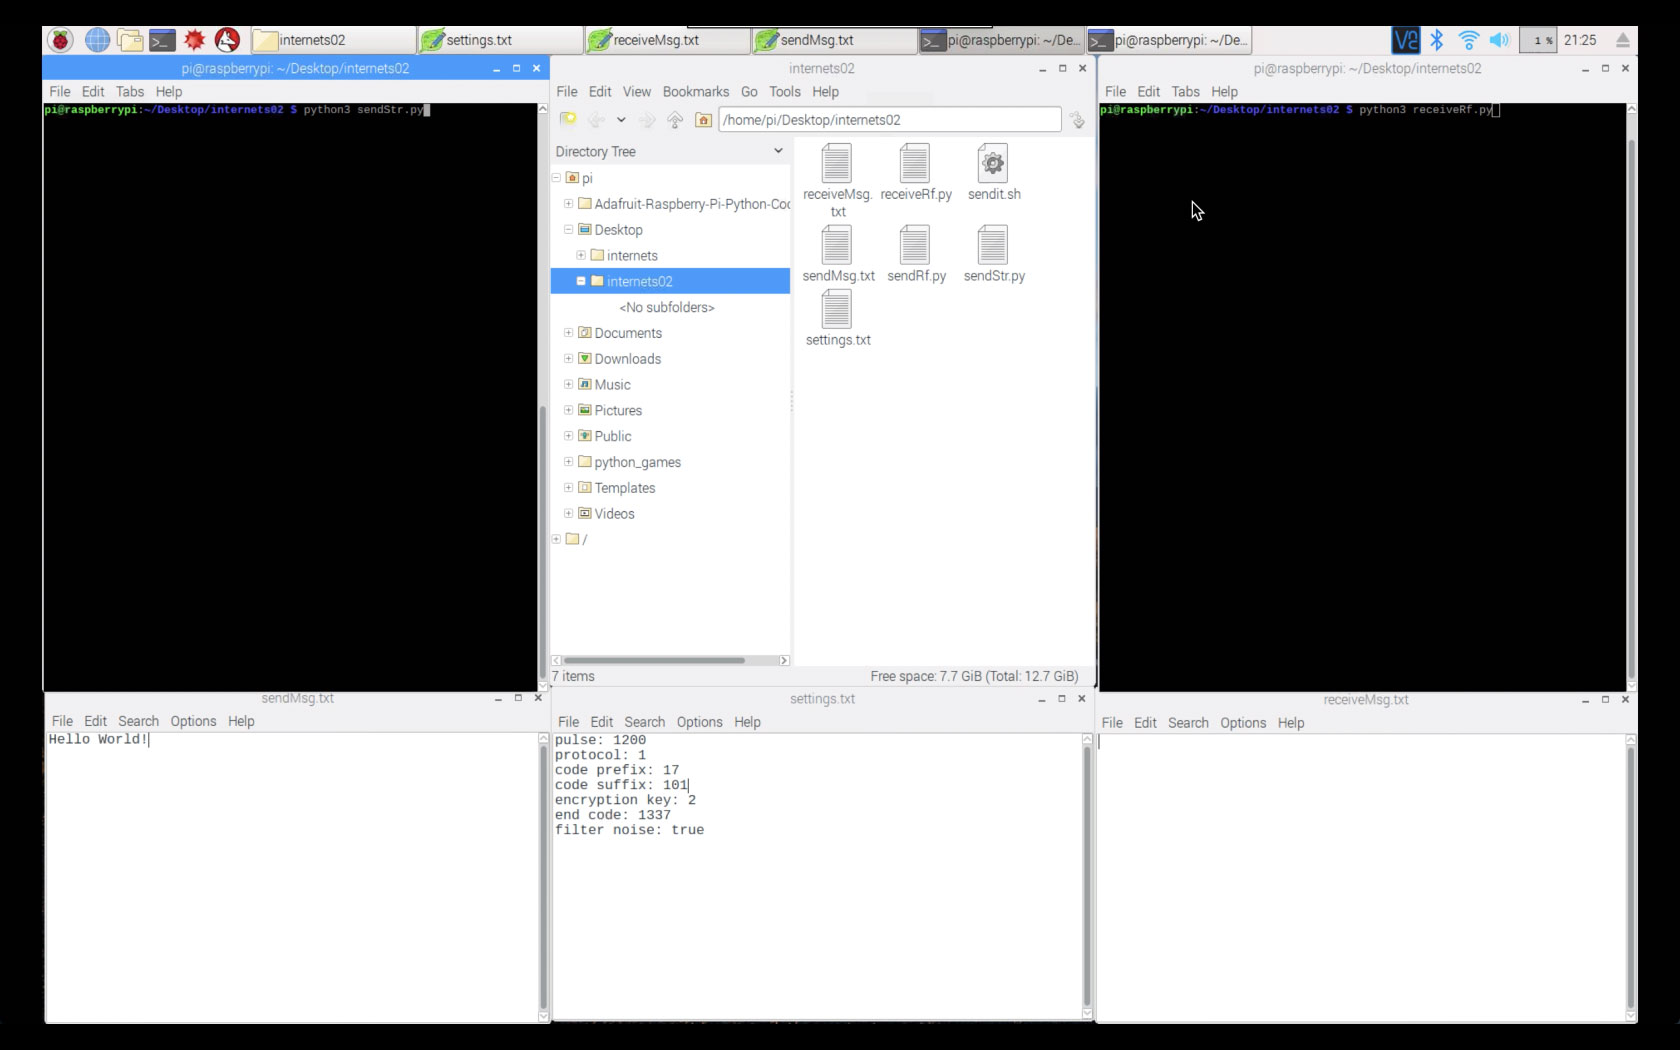 internets02
settings.txt
receiveMsg.txt
sendMsg.txt
pi@raspberrypi: ~/De...
pi@raspberrypi: ~/De...
1 %
21:25
pi@raspberrypi: ~/Desktop/internets02
File Edit Tabs Help
pi@raspberrypi:~/Desktop/internets02 $ python3 sendStr.py
internets02
File Edit View Bookmarks Go Tools Help
/home/pi/Desktop/internets02
Directory Tree
pi
Adafruit-Raspberry-Pi-Python-Coc
Desktop
internets
internets02
<No subfolders>
Documents
Downloads
Music
Pictures
Public
python_games
Templates
Videos
/
receiveMsg.
txt
receiveRf.py
sendit.sh
sendMsg.txt
sendRf.py
sendStr.py
settings.txt
7 items
Free space: 7.7 GiB (Total: 12.7 GiB)
pi@raspberrypi: ~/Desktop/internets02
File Edit Tabs Help
pi@raspberrypi:~/Desktop/internets02 $ python3 receiveRf.py
sendMsg.txt
File Edit Search Options Help
Hello World!
settings.txt
File Edit Search Options Help
pulse: 1200
protocol: 1
code prefix: 17
code suffix: 101
encryption key: 2
end code: 1337
filter noise: true
receiveMsg.txt
File Edit Search Options Help